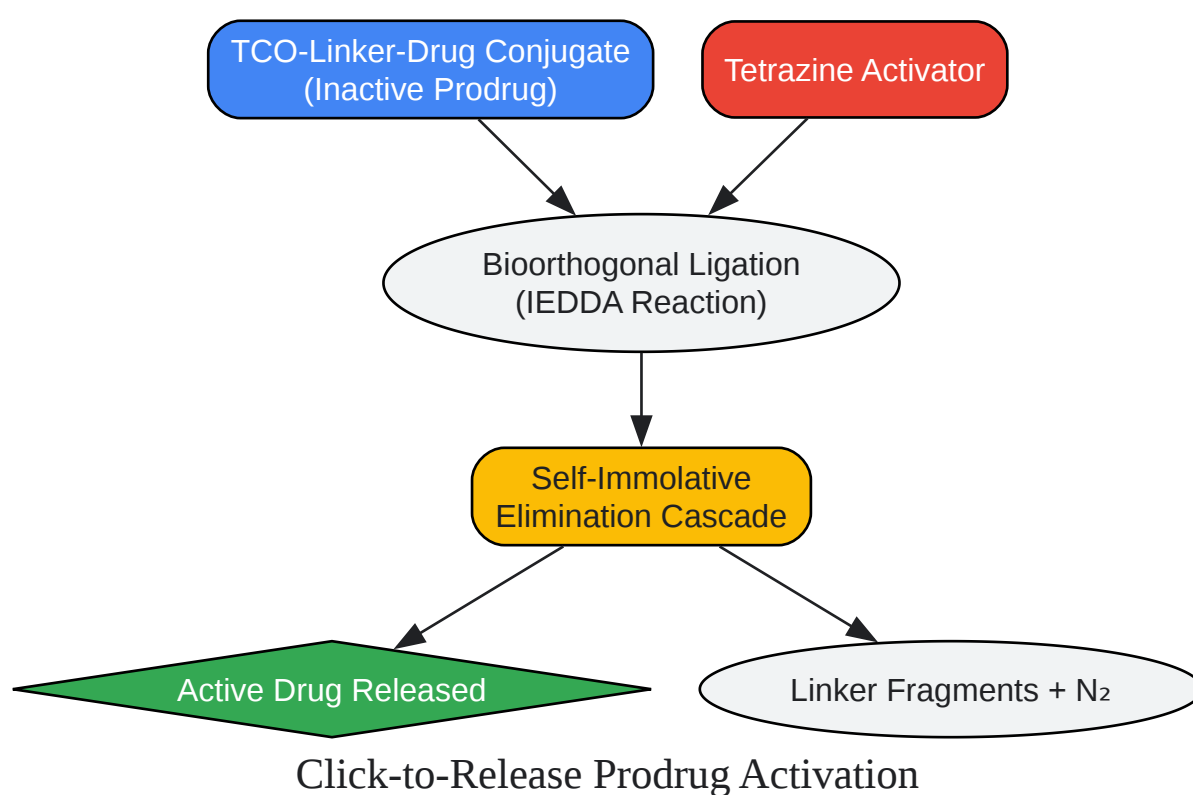 TCO-Linker-Drug Conjugate
(Inactive Prodrug)
Tetrazine Activator
Bioorthogonal Ligation
(IEDDA Reaction)
Self-Immolative
Elimination Cascade
Active Drug Released
Linker Fragments + N₂
Click-to-Release Prodrug Activation